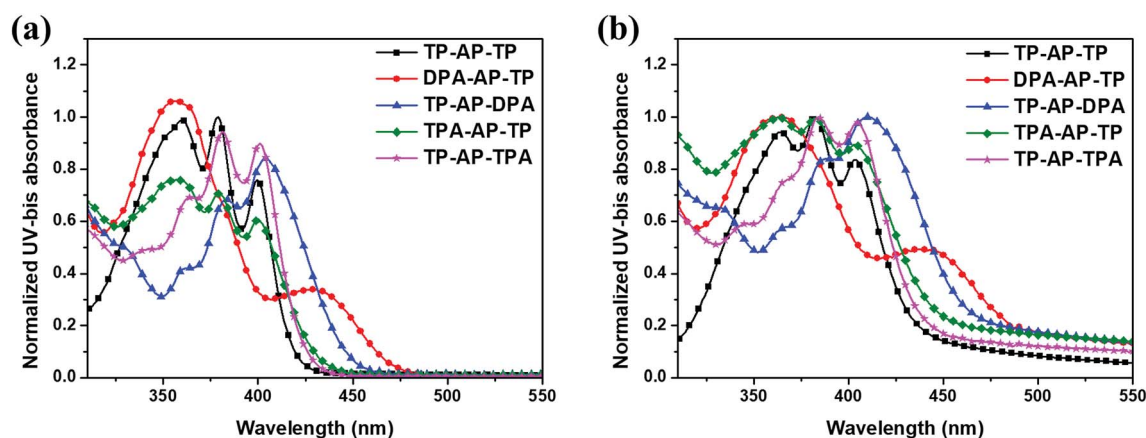 (a)
Normalized UV-bis absorbance
1.2
1.0
0.8
0.6
0.4
0.2
0.0
TP-AP-TP
DPA-AP-TP
TP-AP-DPA
TPA-AP-TP
TP-AP-TPA
350 400 450 500 550
Wavelength (nm)
(b)
Normalized UV-bis absorbance
1.2
1.0
0.8
0.6
0.4
0.2
0.0
TP-AP-TP
DPA-AP-TP
TP-AP-DPA
TPA-AP-TP
TP-AP-TPA
350 400 450 500 550
Wavelength (nm)